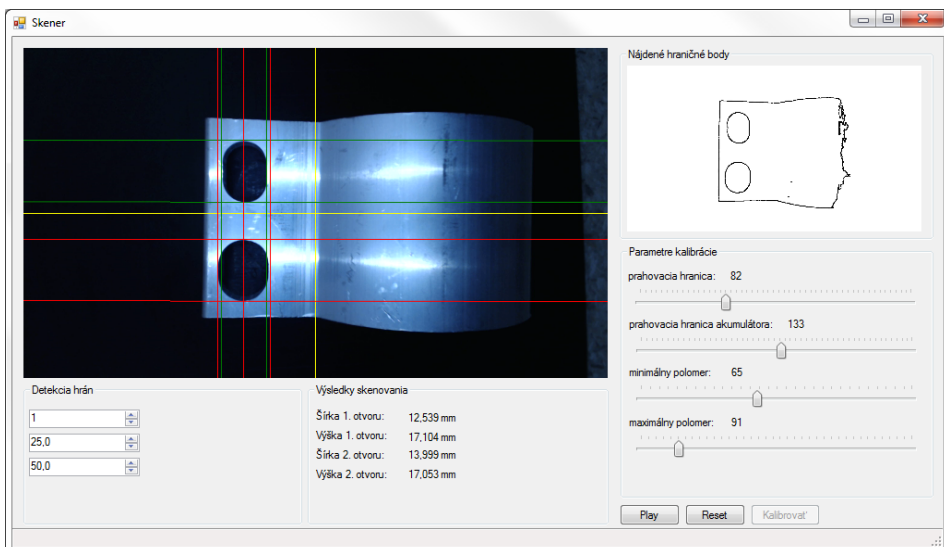 Skener
Nájdené hraničné body
Parametre kalibrácie
prahovacia hranica: 82
prahovacia hranica akumulátora: 133
minimálny polomer: 65
maximálny polomer: 91
Detekcia hrán
1
25,0
50,0
Výsledky skenovania
Šírka 1. otvoru: 12,539 mm
Výška 1. otvoru: 17,104 mm
Šírka 2. otvoru: 13,999 mm
Výška 2. otvoru: 17,053 mm
Play Reset Kalibrovať